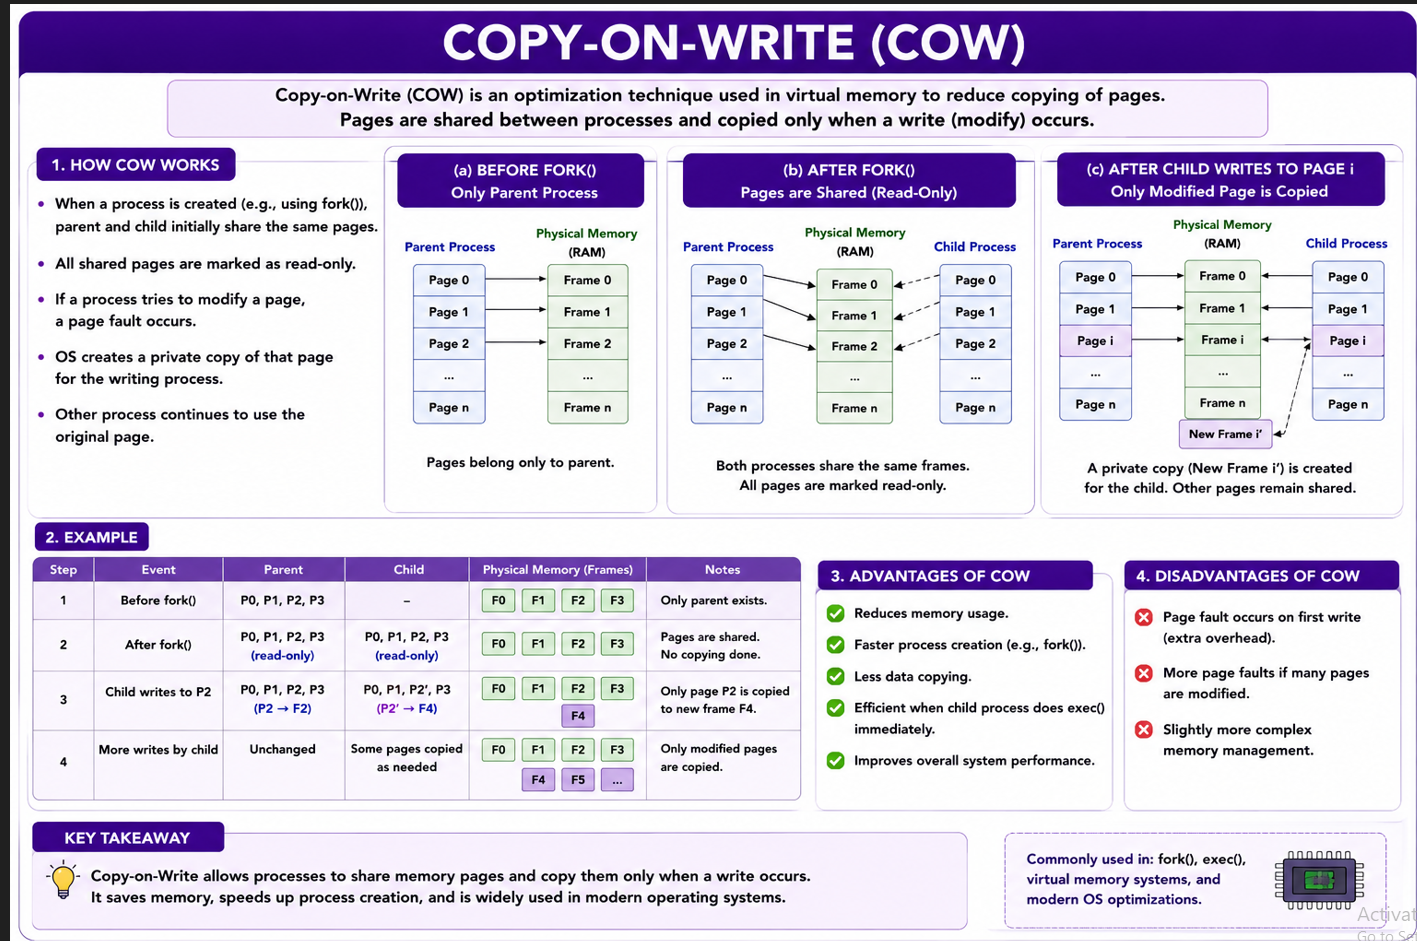 COPY-ON-WRITE (COW)
Copy-on-Write (COW) is an optimization technique used in virtual memory to reduce copying of pages.
Pages are shared between processes and copied only when a write (modify) occurs.
1. HOW COW WORKS
• When a process is created (e.g., using fork()),
parent and child initially share the same pages.
• All shared pages are marked as read-only.
• If a process tries to modify a page,
a page fault occurs.
• OS creates a private copy of that page
for the writing process.
• Other process continues to use the
original page.
(a) BEFORE FORK()
Only Parent Process
Parent Process
Physical Memory
(RAM)
Page 0 Frame 0
Page 1 Frame 1
Page 2 Frame 2
... ...
Page n Frame n
Pages belong only to parent.
(b) AFTER FORK()
Pages are Shared (Read-Only)
Parent Process
Physical Memory
(RAM)
Child Process
Page 0 Frame 0 Page 0
Page 1 Frame 1 Page 1
Page 2 Frame 2 Page 2
... ... ...
Page n Frame n Page n
Both processes share the same frames.
All pages are marked read-only.
(c) AFTER CHILD WRITES TO PAGE i
Only Modified Page is Copied
Parent Process
Physical Memory
(RAM)
Child Process
Page 0 Frame 0 Page 0
Page 1 Frame 1 Page 1
Page i Frame i Page i
... ... ...
Page n Frame n Page n
New Frame i'
A private copy (New Frame i') is created
for the child. Other pages remain shared.
2. EXAMPLE
Step Event Parent Child Physical Memory (Frames) Notes
1 Before fork() P0, P1, P2, P3 – F0 F1 F2 F3 Only parent exists.
2 After fork() P0, P1, P2, P3 (read-only) P0, P1, P2, P3 (read-only) F0 F1 F2 F3 Pages are shared. No copying done.
3 Child writes to P2 P0, P1, P2, P3 (P2 → F2) P0, P1, P2', P3 (P2' → F4) F0 F1 F2 F3 F4 Only page P2 is copied to new frame F4.
4 More writes by child Unchanged Some pages copied as needed F0 F1 F2 F3 F4 F5 ... Only modified pages are copied.
3. ADVANTAGES OF COW
Reduces memory usage.
Faster process creation (e.g., fork()).
Less data copying.
Efficient when child process does exec()
immediately.
Improves overall system performance.
4. DISADVANTAGES OF COW
Page fault occurs on first write
(extra overhead).
More page faults if many pages
are modified.
Slightly more complex
memory management.
KEY TAKEAWAY
Copy-on-Write allows processes to share memory pages and copy them only when a write occurs.
It saves memory, speeds up process creation, and is widely used in modern operating systems.
Commonly used in: fork(), exec(),
virtual memory systems, and
modern OS optimizations.
Activat
Go to Se